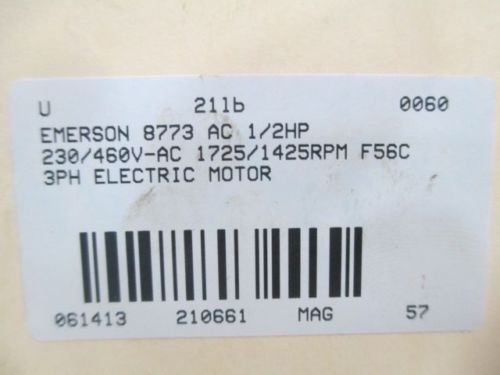 U 21lb 0060
EMERSON 8773 AC 1/2HP
230/460V-AC 1725/1425RPM F56C
3PH ELECTRIC MOTOR
061413 210661 MAG 57